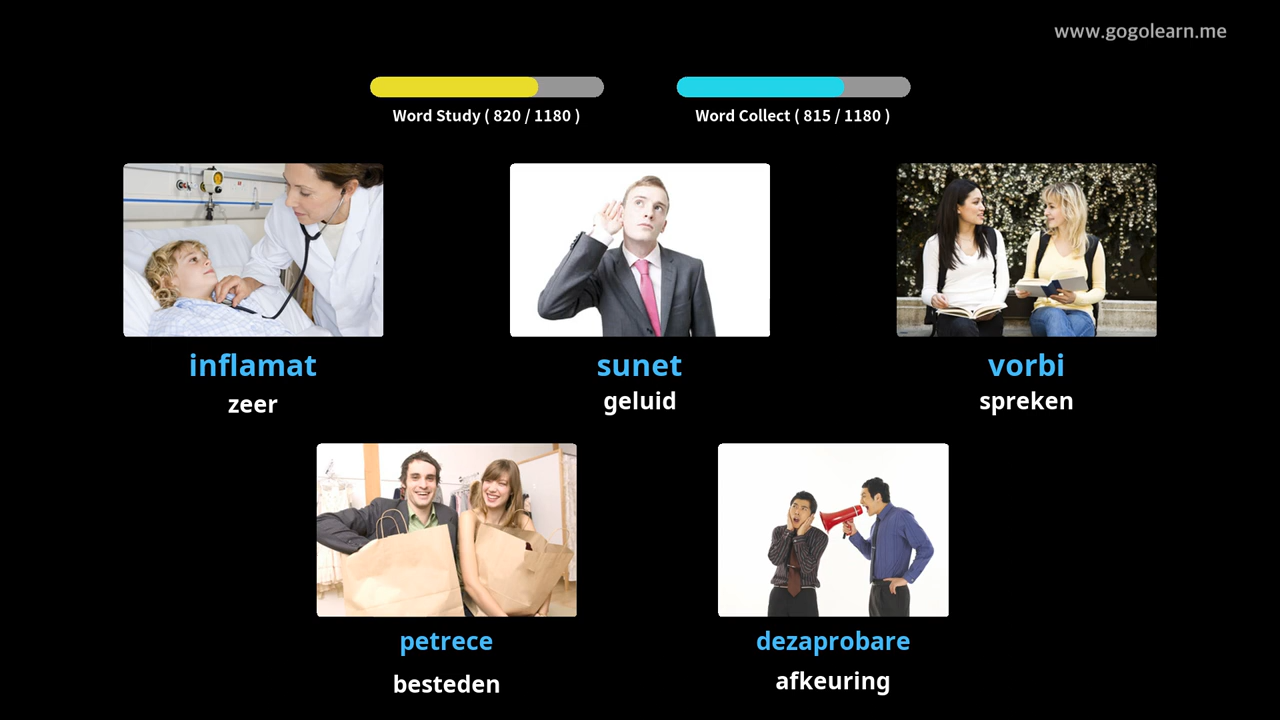 www.gogolearn.me
Word Study ( 820 / 1180 )
Word Collect ( 815 / 1180 )
inflamat
zeer
sunet
geluid
vorbi
spreken
petrece
besteden
dezaprobare
afkeuring